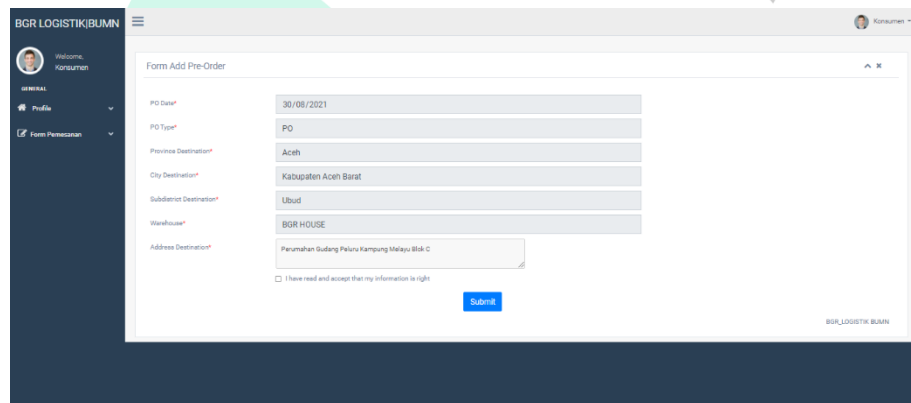 BGR LOGISTIK|BUMN
Konsumen
Welcome,
Konsumen
GENERAL
Profile
Form Pemesanan
Form Add Pre-Order
PO Date* 30/08/2021
PO Type* PO
Province Destination* Aceh
City Destination* Kabupaten Aceh Barat
Subdistrict Destination* Ubud
Warehouse* BGR HOUSE
Address Destination* Perumahan Gudang Peluru Kampung Melayu Blok C
I have read and accept that my information is right
Submit
BGR_LOGISTIK BUMN